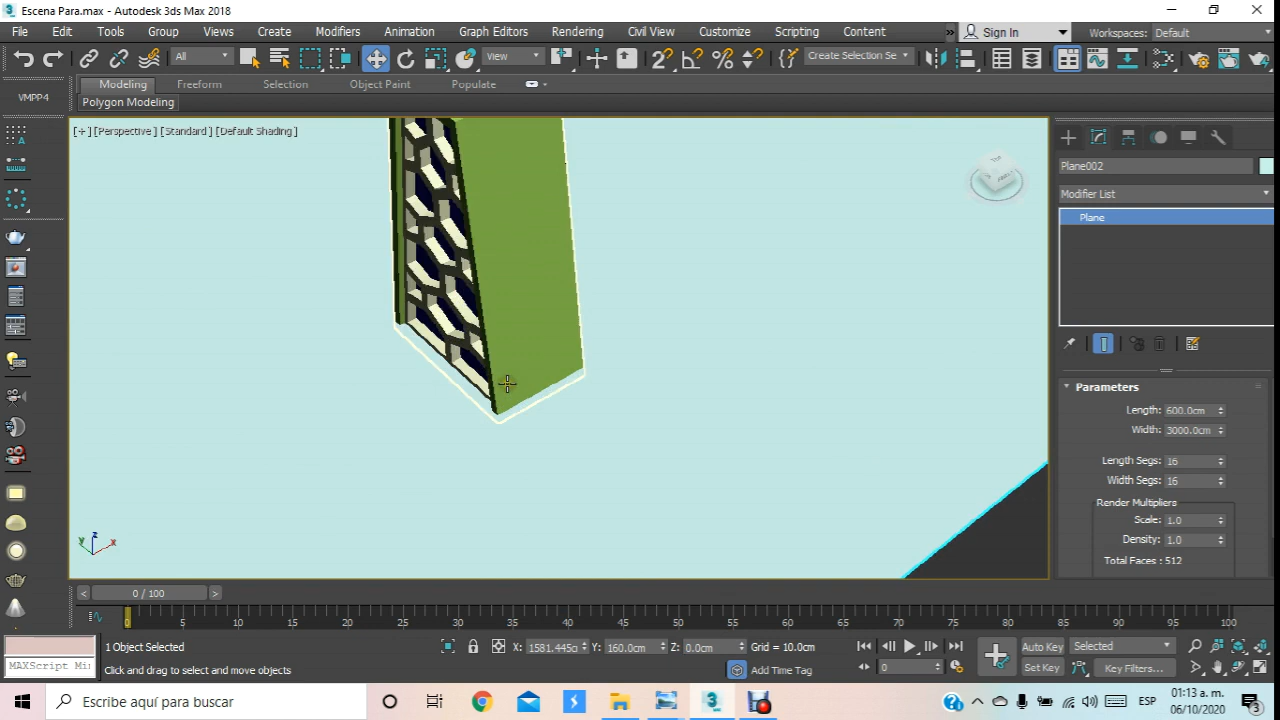 Escena Para.max - Autodesk 3ds Max 2018
File Edit Tools Group Views Create Modifiers Animation Graph Editors Rendering Civil View Customize Scripting Content » Sign In Workspaces: Default
All View Create Selection Se
VMPP4 Modeling Freeform Selection Object Paint Populate
Polygon Modeling
[+] [Perspective] [Standard] [Default Shading]
Plane002
Modifier List
Plane
Parameters
Length: 600.0cm
Width: 3000.0cm
Length Segs: 16
Width Segs: 16
Render Multipliers
Scale: 1.0
Density: 1.0
Total Faces : 512
z
y x
< 0 / 100 >
0 5 10 15 20 25 30 35 40 45 50 55 60 65 70 75 80 85 90 95 100
1 Object Selected X: 1581.445c Y: 160.0cm Z: 0.0cm Grid = 10.0cm Auto Key Selected
MAXScript Mi Click and drag to select and move objects Add Time Tag 0 Set Key Key Filters...
Escribe aquí para buscar ESP 01:13 a. m.
06/10/2020 3